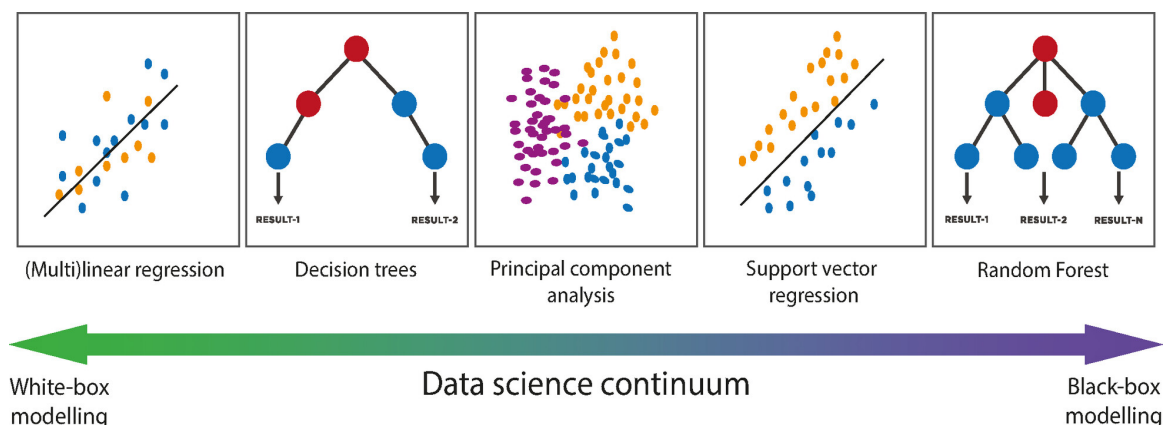 RESULT-1
RESULT-2
RESULT-1
RESULT-2
RESULT-N
(Multi)linear regression
Decision trees
Principal component
analysis
Support vector
regression
Random Forest
White-box
modelling
Data science continuum
Black-box
modelling